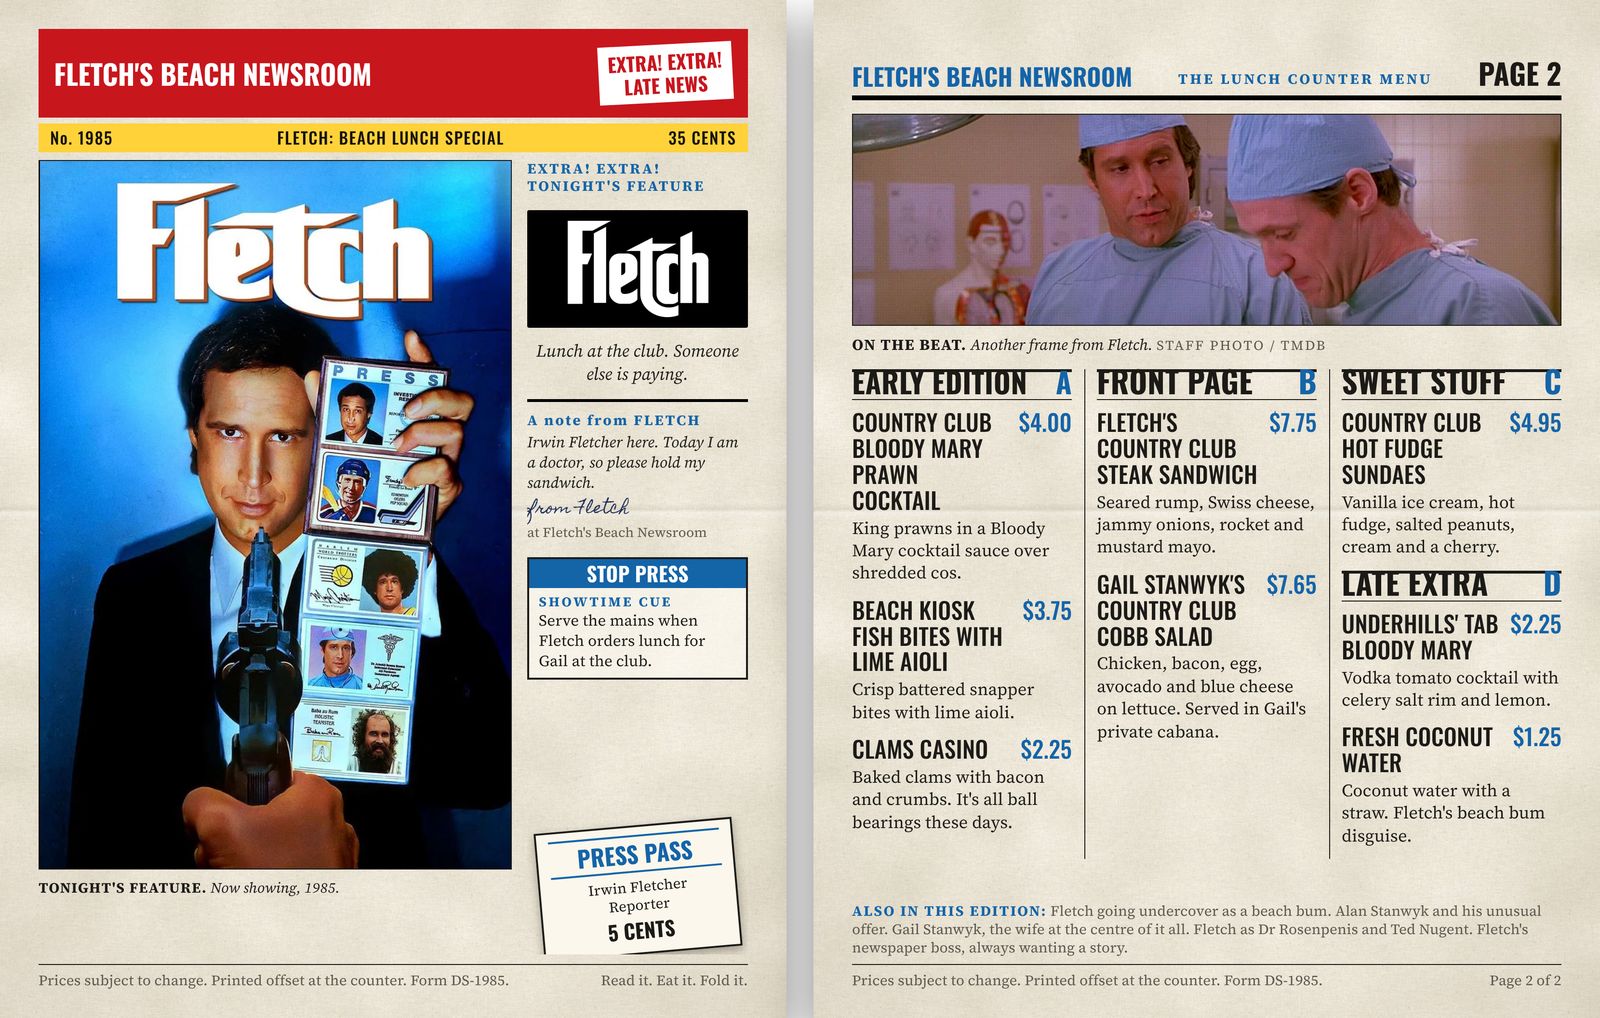 FLETCH'S BEACH NEWSROOM
EXTRA! EXTRA!
LATE NEWS
No. 1985
FLETCH: BEACH LUNCH SPECIAL
35 CENTS
Fletch
PRESS
TONIGHT'S FEATURE. Now showing, 1985.
EXTRA! EXTRA!
TONIGHT'S FEATURE
Fletch
Lunch at the club. Someone
else is paying.
A note from FLETCH
Irwin Fletcher here. Today I am
a doctor, so please hold my
sandwich.
from Fletch
at Fletch's Beach Newsroom
STOP PRESS
SHOWTIME CUE
Serve the mains when
Fletch orders lunch for
Gail at the club.
PRESS PASS
Irwin Fletcher
Reporter
5 CENTS
Prices subject to change. Printed offset at the counter. Form DS-1985.
Read it. Eat it. Fold it.
FLETCH'S BEACH NEWSROOM
THE LUNCH COUNTER MENU
PAGE 2
ON THE BEAT. Another frame from Fletch. STAFF PHOTO / TMDB
EARLY EDITION A
COUNTRY CLUB $4.00
BLOODY MARY
PRAWN
COCKTAIL
King prawns in a Bloody
Mary cocktail sauce over
shredded cos.
BEACH KIOSK $3.75
FISH BITES WITH
LIME AIOLI
Crisp battered snapper
bites with lime aioli.
CLAMS CASINO $2.25
Baked clams with bacon
and crumbs. It's all ball
bearings these days.
FRONT PAGE B
FLETCH'S $7.75
COUNTRY CLUB
STEAK SANDWICH
Seared rump, Swiss cheese,
jammy onions, rocket and
mustard mayo.
GAIL STANWYK'S $7.65
COUNTRY CLUB
COBB SALAD
Chicken, bacon, egg,
avocado and blue cheese
on lettuce. Served in Gail's
private cabana.
SWEET STUFF C
COUNTRY CLUB $4.95
HOT FUDGE
SUNDAES
Vanilla ice cream, hot
fudge, salted peanuts,
cream and a cherry.
LATE EXTRA D
UNDERHILLS' TAB $2.25
BLOODY MARY
Vodka tomato cocktail with
celery salt rim and lemon.
FRESH COCONUT $1.25
WATER
Coconut water with a
straw. Fletch's beach bum
disguise.
ALSO IN THIS EDITION: Fletch going undercover as a beach bum. Alan Stanwyk and his unusual
offer. Gail Stanwyk, the wife at the centre of it all. Fletch as Dr Rosenpenis and Ted Nugent. Fletch's
newspaper boss, always wanting a story.
Prices subject to change. Printed offset at the counter. Form DS-1985.
Page 2 of 2